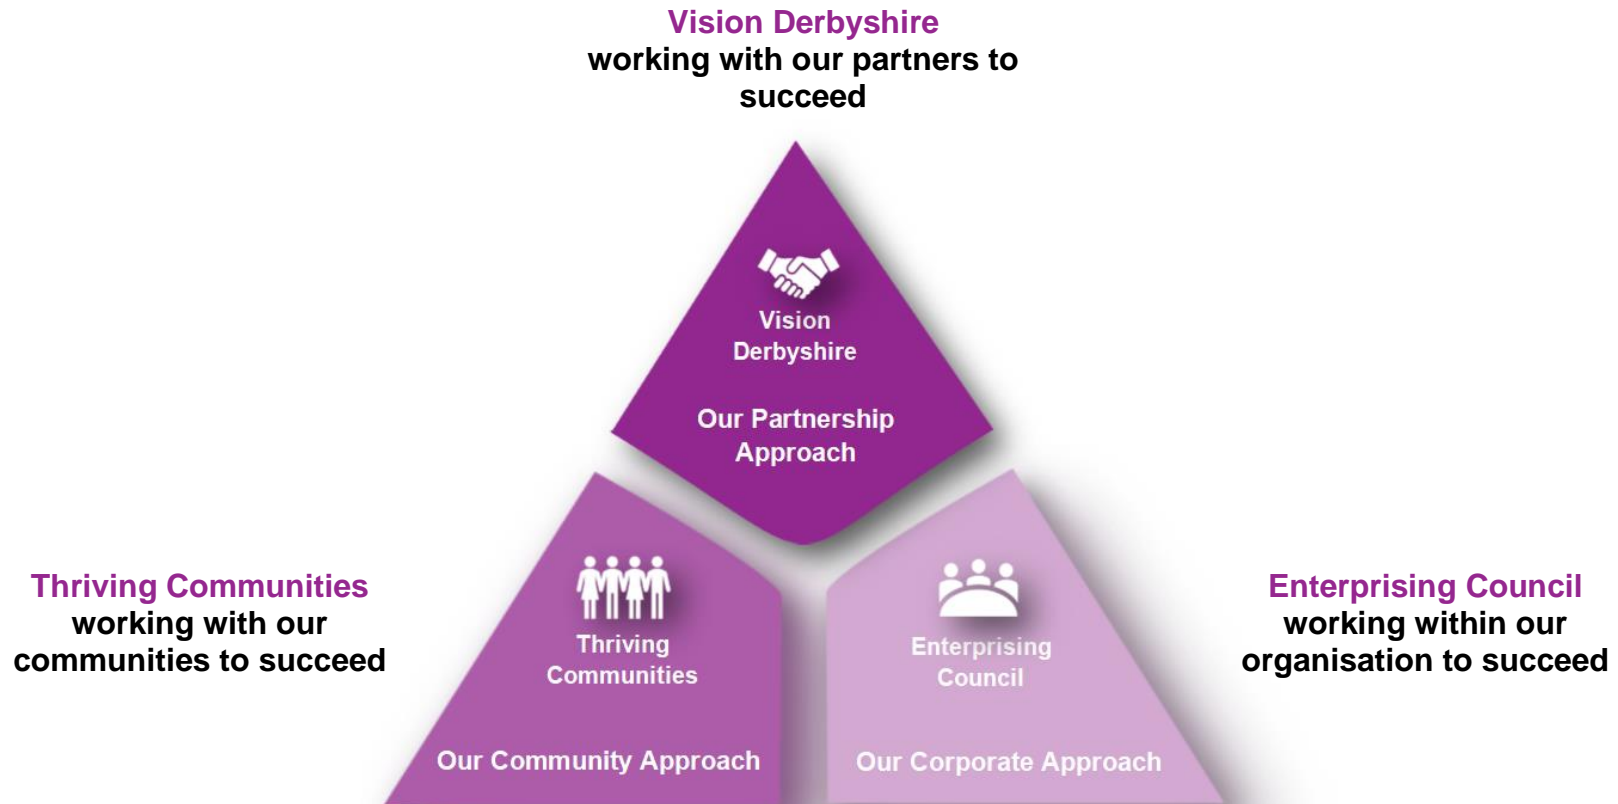 Vision Derbyshire
working with our partners to
succeed
Vision
Derbyshire
Our Partnership
Approach
Thriving Communities
working with our
communities to succeed
Thriving
Communities
Our Community Approach
Enterprising
Council
Our Corporate Approach
Enterprising Council
working within our
organisation to succeed